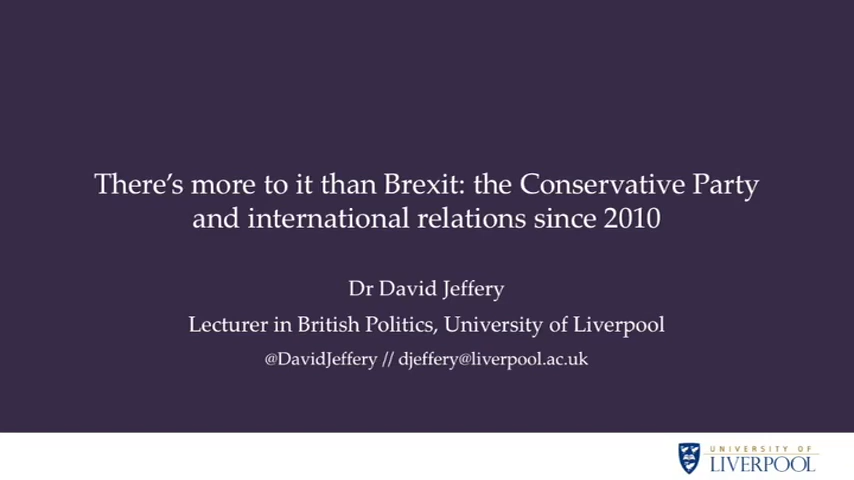 There’s more to it than Brexit: the Conservative Party
and international relations since 2010
Dr David Jeffery
Lecturer in British Politics, University of Liverpool
@DavidJeffery // djeffery@liverpool.ac.uk
UNIVERSITY OF
LIVERPOOL